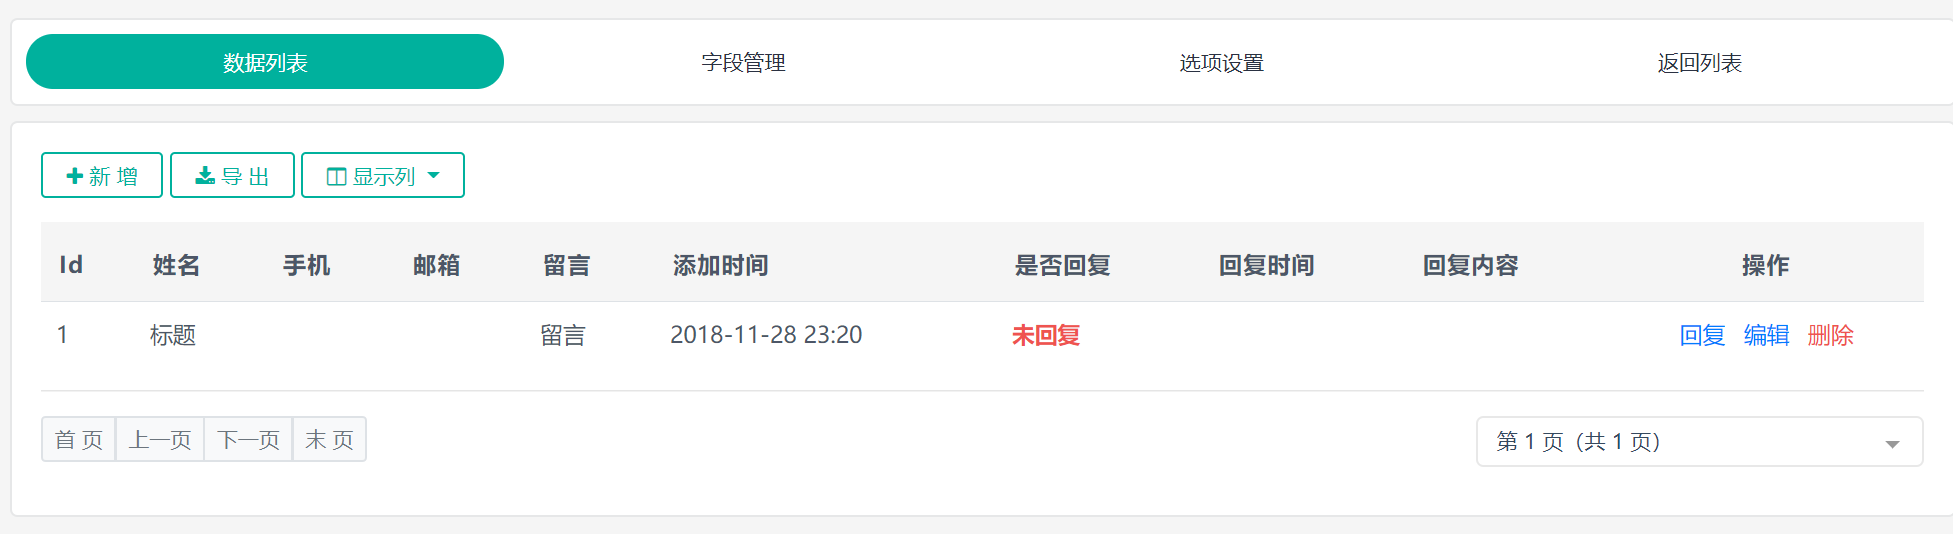 数据列表 字段管理 选项设置 返回列表
新 增 导 出 显示列
Id 姓名 手机 邮箱 留言 添加时间 是否回复 回复时间 回复内容 操作
1 标题 留言 2018-11-28 23:20 未回复 回复 编辑 删除
首 页 上一页 下一页 末 页 第 1 页（共 1 页）